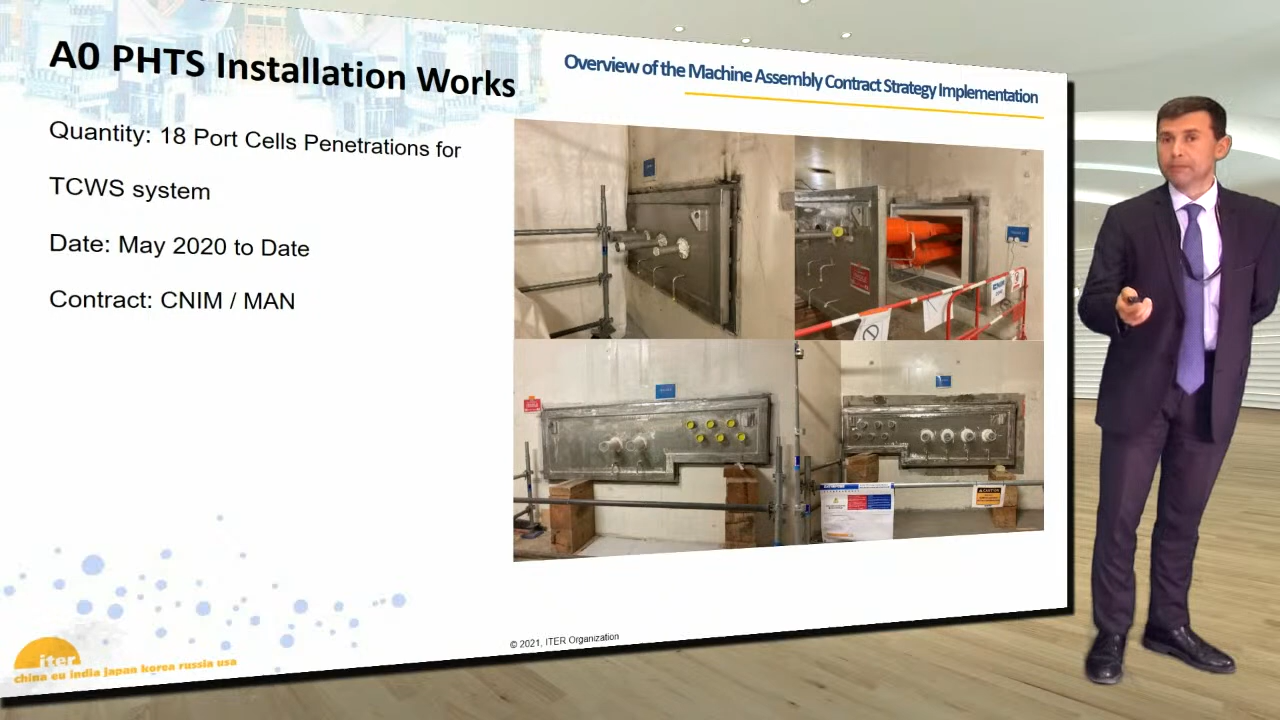 A0 PHTS Installation Works
Overview of the Machine Assembly Contract Strategy Implementation
Quantity: 18 Port Cells Penetrations for
TCWS system
Date: May 2020 to Date
Contract: CNIM / MAN
CAUTION
© 2021, ITER Organization
iter
china eu india japan korea russia usa